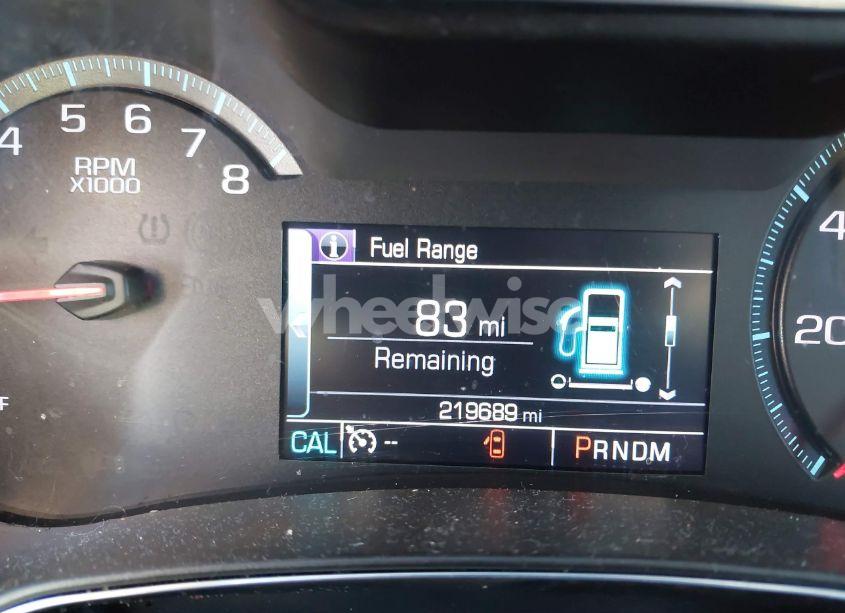 4 5 6 7 8
RPM
X1000
i Fuel Range
wheelwise
83 mi
Remaining
219689 mi
CAL -- PRNDM
F
4
20